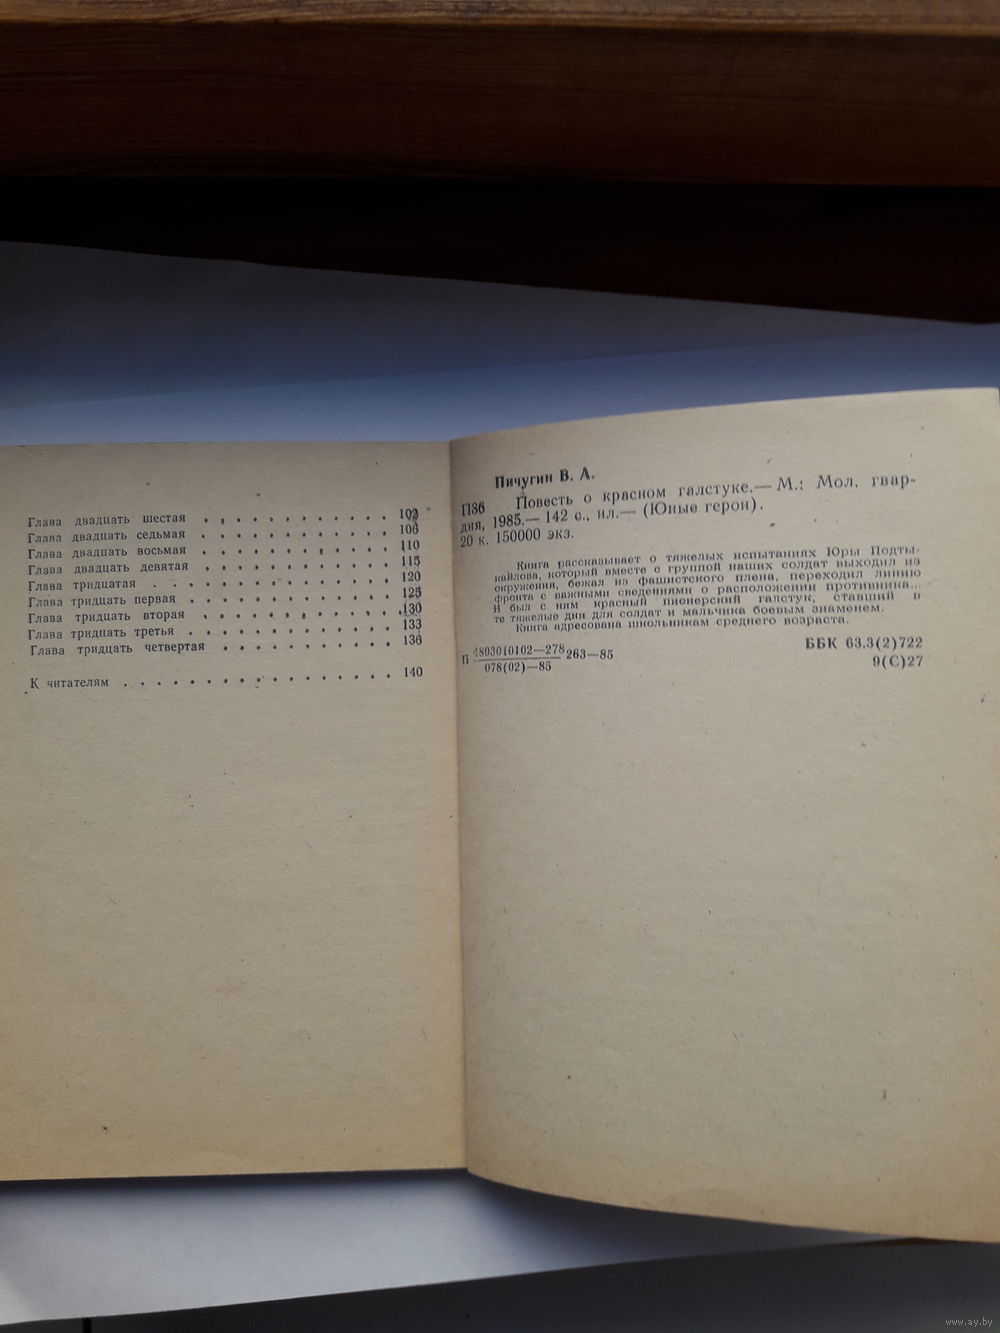 Глава двадцать шестая . . . . . . . . . . . 102
Глава двадцать седьмая . . . . . . . . . . . 106
Глава двадцать восьмая . . . . . . . . . . . 110
Глава двадцать девятая . . . . . . . . . . . 115
Глава тридцатая . . . . . . . . . . . . . . 120
Глава тридцать первая . . . . . . . . . . . 125
Глава тридцать вторая . . . . . . . . . . . 130
Глава тридцать третья . . . . . . . . . . . 133
Глава тридцать четвертая . . . . . . . . . . 136
К читателям . . . . . . . . . . . . . . . . 140
Пичугин В. А.
П36 Повесть о красном галстуке.— М.: Мол. гвар-
дия, 1985.— 142 с., ил.— (Юные герои).
20 к. 150000 экз.
Книга рассказывает о тяжелых испытаниях Юры Подты-
кайлова, который вместе с группой наших солдат выходил из
окружения, бежал из фашистского плена, переходил линию
фронта с важными сведениями о расположении противника...
И был с ним красный пионерский галстук, ставший в
те тяжелые дни для солдат и мальчика боевым знаменем.
Книга адресована школьникам среднего возраста.
П 4803010102—278 263—85
078(02)—85
ББК 63.3(2)722
9(С)27
www.ay.by